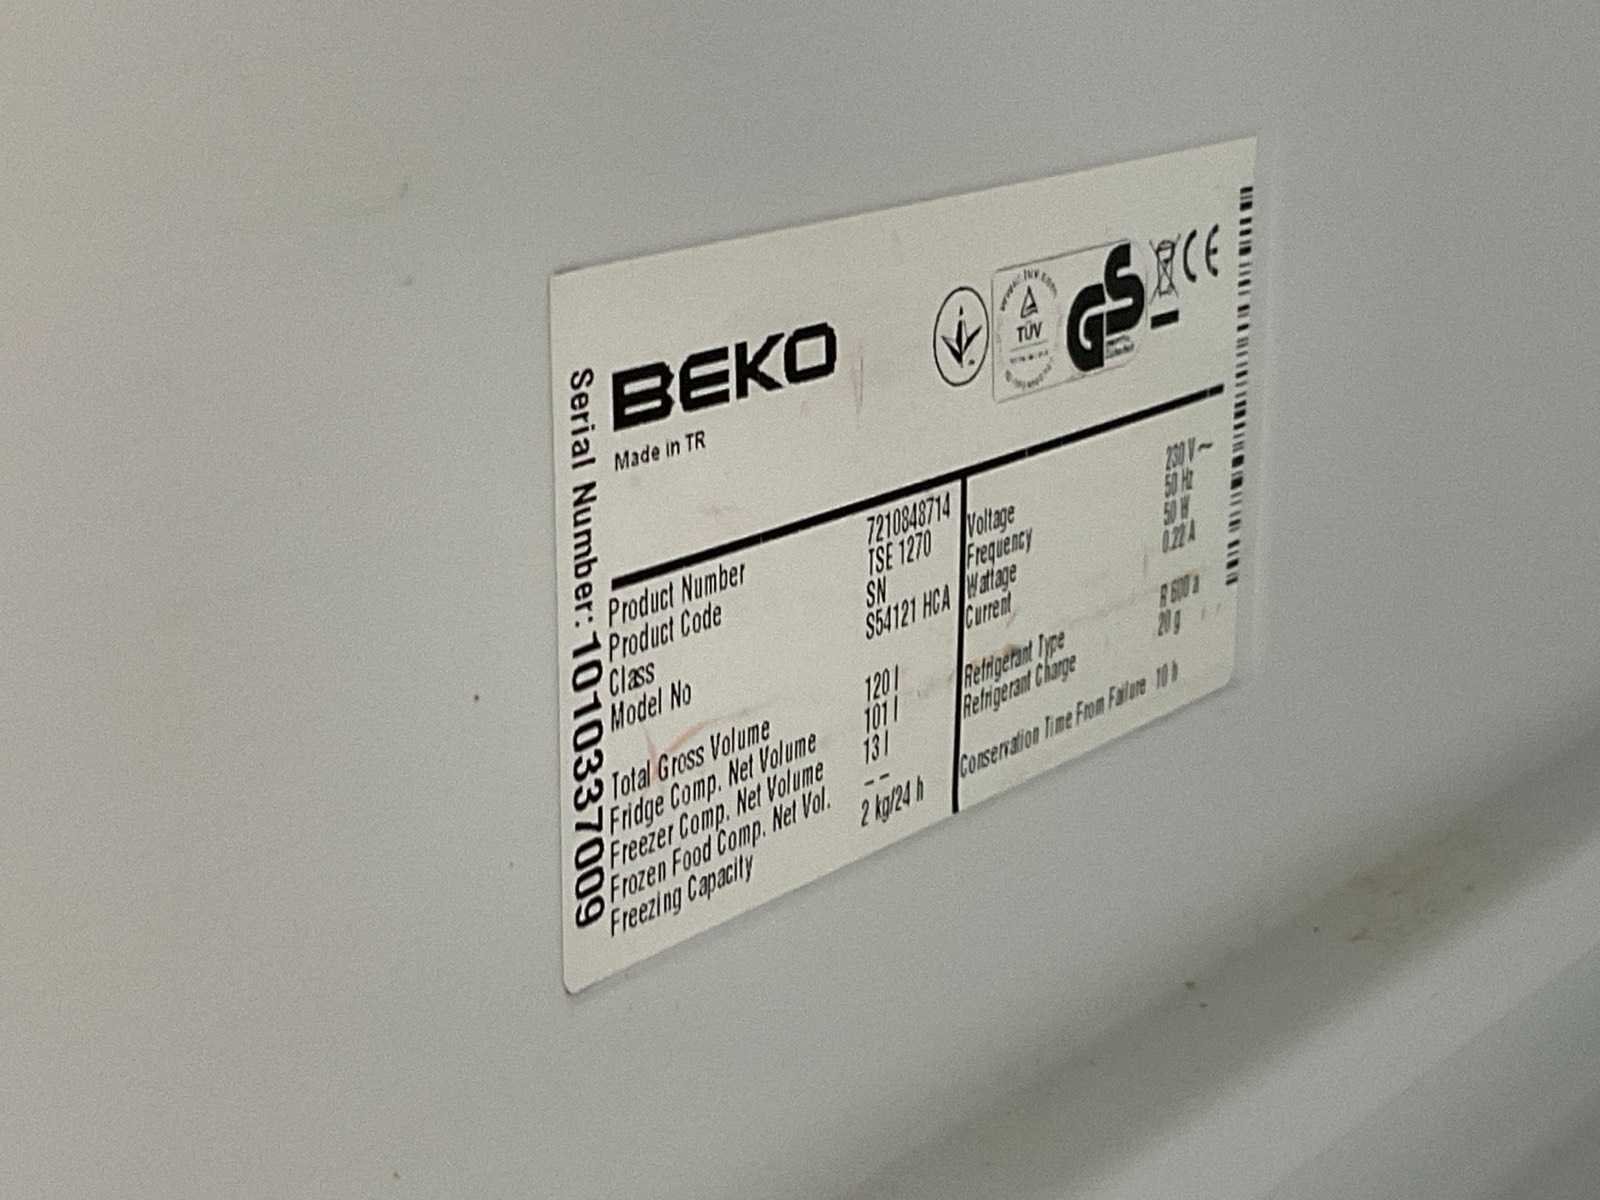 BEKO
Made in TR
TÜV
GS
CE
Serial Number: 10103337009
Product Number 7210848714
Product Code TSE 1270
Class SN
Model No S54121 HCA
Total Gross Volume 120 l
Fridge Comp. Net Volume 101 l
Freezer Comp. Net Volume 13 l
Frozen Food Comp. Net Vol. --
Freezing Capacity 2 kg/24 h
Voltage 230 V ~
Frequency 50 Hz
Wattage 50 W
Current 0.22 A
Refrigerant Type R 600 a
Refrigerant Charge 20 g
Conservation Time From Failure 10 h